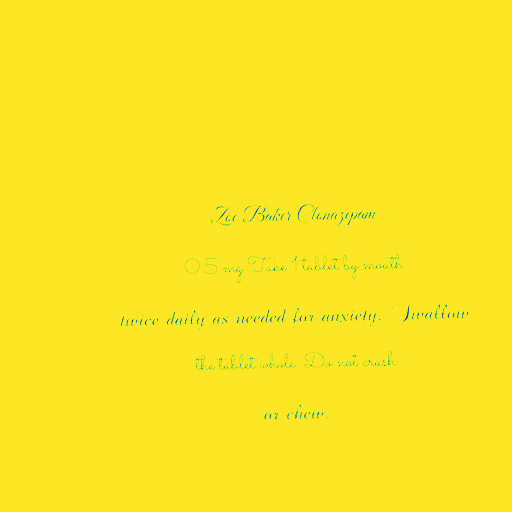 Zoe Baker Clonazepam
0.5 mg Take 1 tablet by mouth
twice daily as needed for anxiety. Swallow
the tablet whole. Do not crush
or chew.